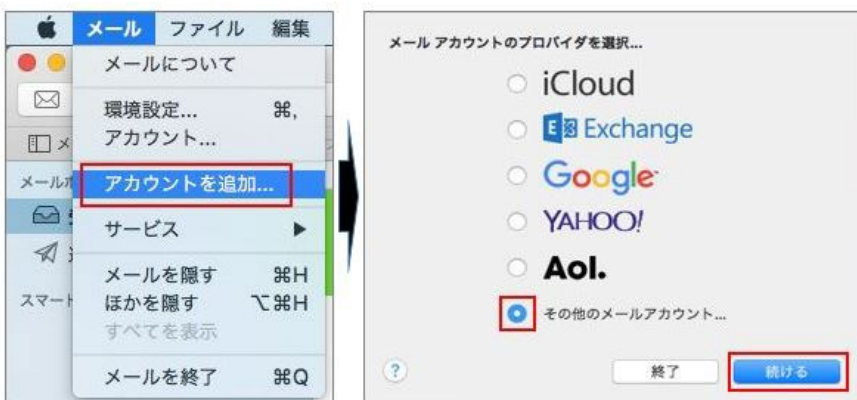 メール ファイル 編集
メールについて
環境設定... ⌘,
アカウント...
アカウントを追加...
サービス ▶
メールを隠す ⌘H
ほかを隠す ⌥⌘H
すべてを表示
メールを終了 ⌘Q
スマート
メール アカウントのプロバイダを選択...
iCloud
Exchange
Google
YAHOO!
Aol.
その他のメールアカウント...
? 終了 続ける